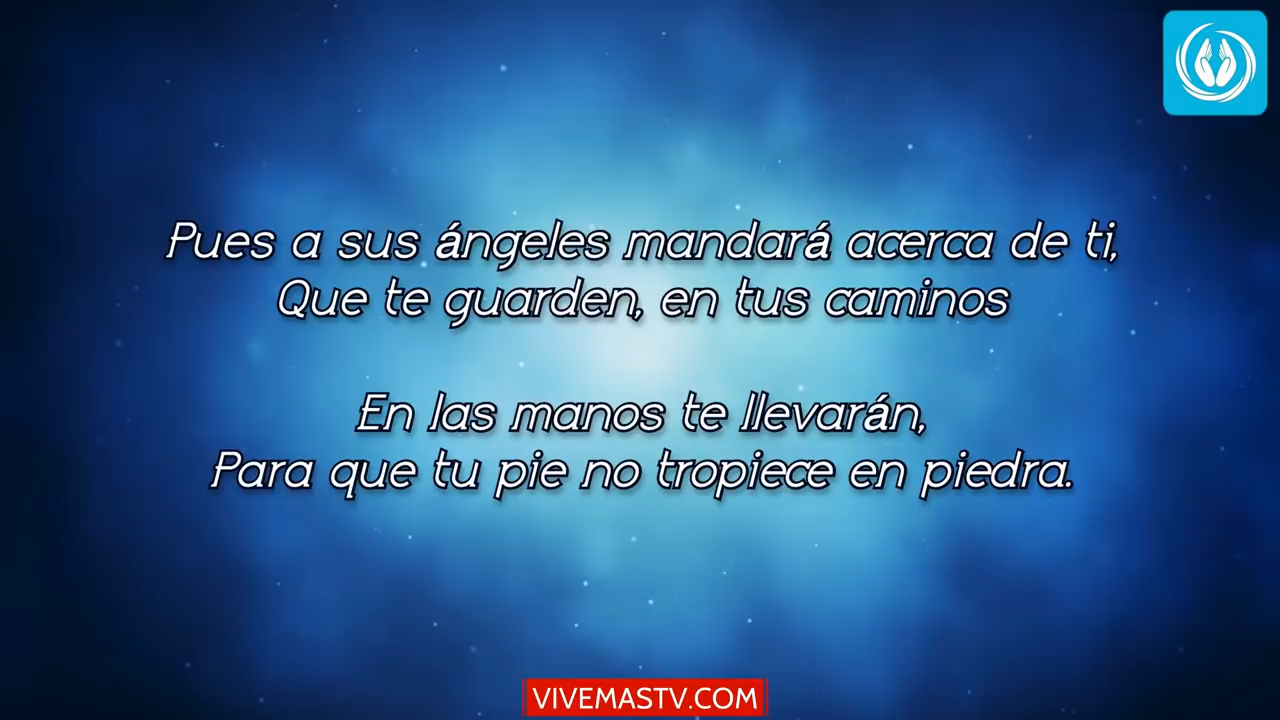 Pues a sus ángeles mandará acerca de ti,
Que te guarden, en tus caminos
En las manos te llevarán,
Para que tu pie no tropiece en piedra.
VIVEMASTV.COM